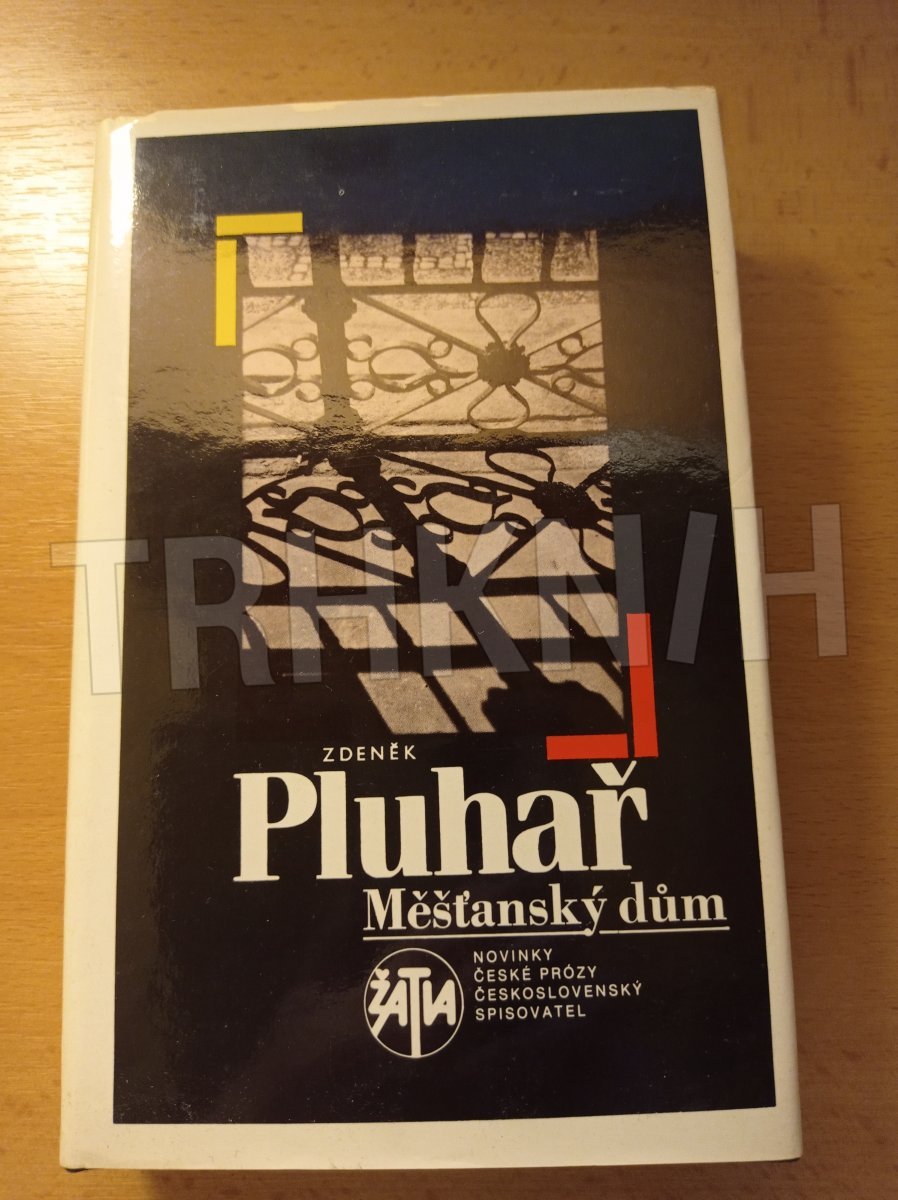 TRHKNIH
ZDENĚK
Pluhař
Měšťanský dům
ŽATVA
NOVINKY
ČESKÉ PRÓZY
ČESKOSLOVENSKÝ
SPISOVATEL